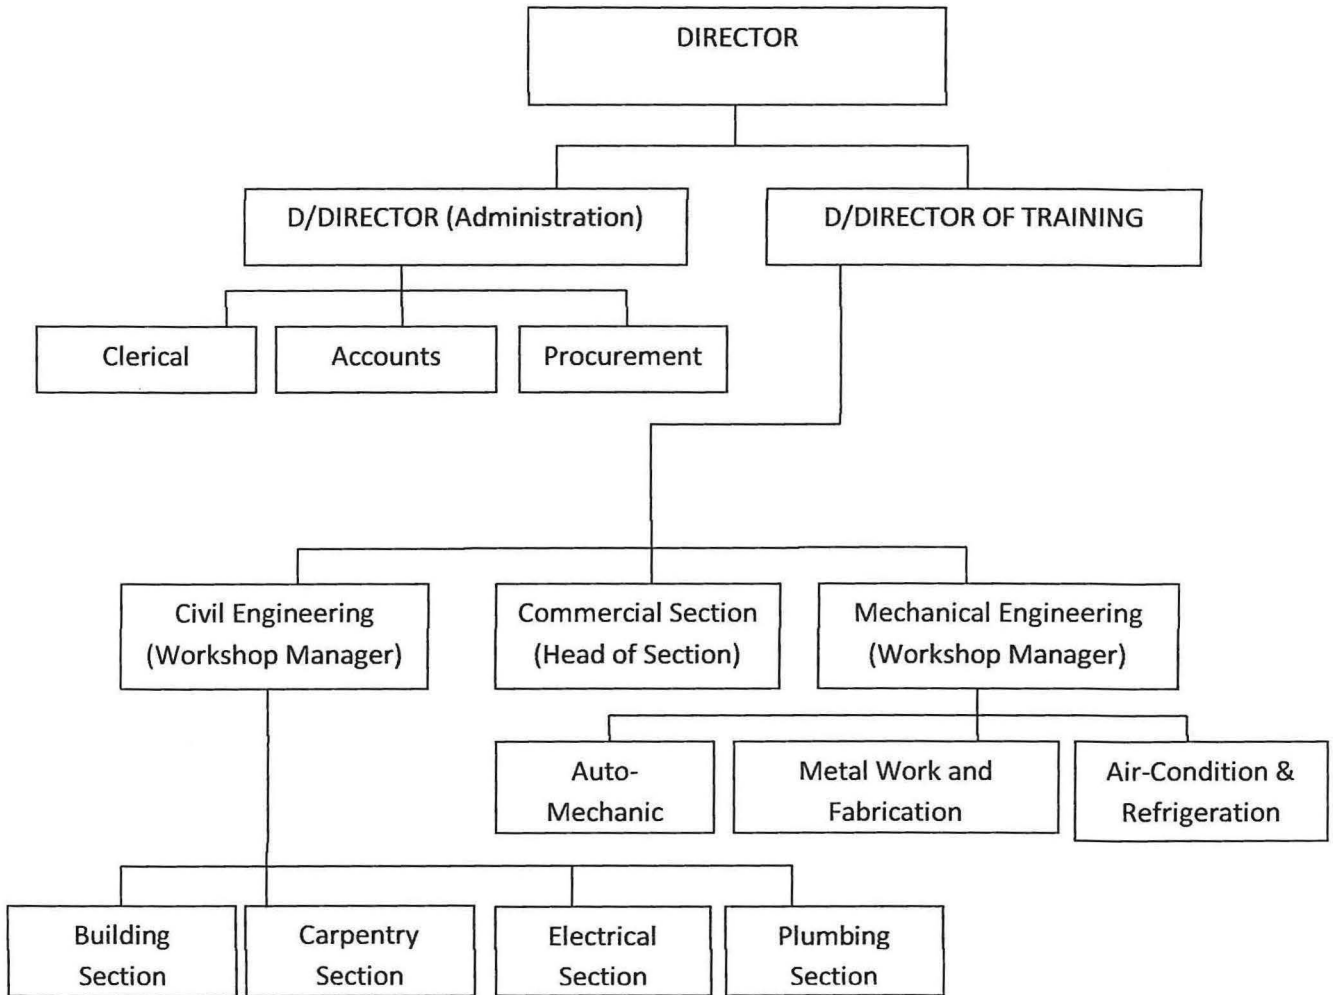 DIRECTOR
D/DIRECTOR (Administration)
D/DIRECTOR OF TRAINING
Clerical
Accounts
Procurement
Civil Engineering
(Workshop Manager)
Commercial Section
(Head of Section)
Mechanical Engineering
(Workshop Manager)
Auto-
Mechanic
Metal Work and
Fabrication
Air-Condition &
Refrigeration
Building
Section
Carpentry
Section
Electrical
Section
Plumbing
Section